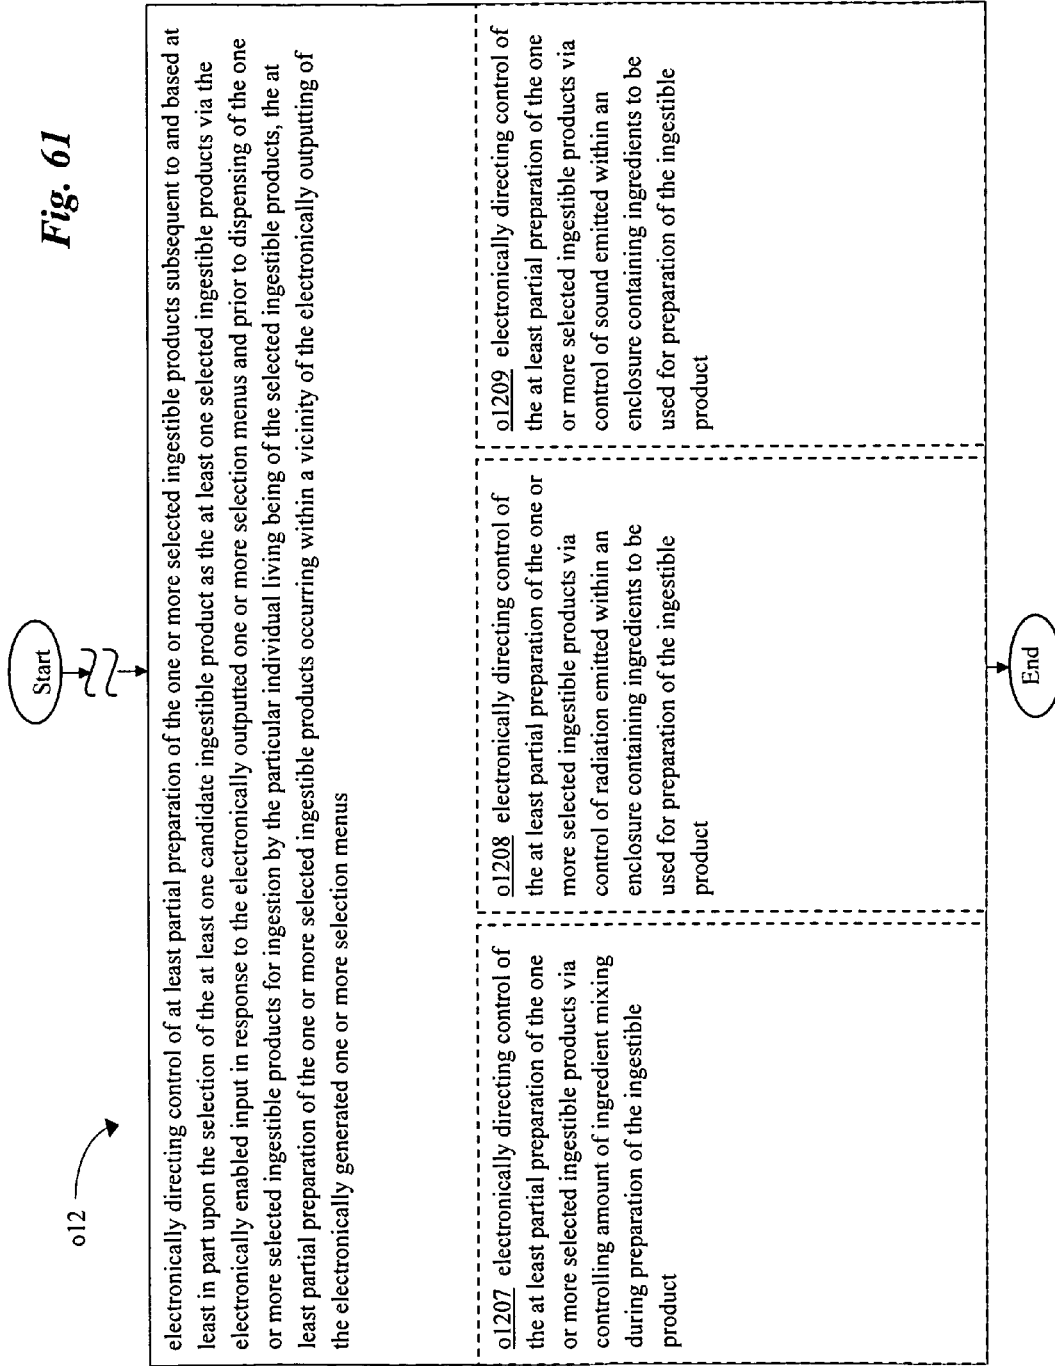 Fig. 61
o12
Start
electronically directing control of at least partial preparation of the one or more selected ingestible products subsequent to and based at
least in part upon the selection of the at least one candidate ingestible product as the at least one selected ingestible products via the
electronically enabled input in response to the electronically outputted one or more selection menus and prior to dispensing of the one
or more selected ingestible products for ingestion by the particular individual living being of the selected ingestible products, the at
least partial preparation of the one or more selected ingestible products occurring within a vicinity of the electronically outputting of
the electronically generated one or more selection menus
o1207 electronically directing control of
the at least partial preparation of the one
or more selected ingestible products via
controlling amount of ingredient mixing
during preparation of the ingestible
product
o1208 electronically directing control of
the at least partial preparation of the one or
more selected ingestible products via
control of radiation emitted within an
enclosure containing ingredients to be
used for preparation of the ingestible
product
o1209 electronically directing control of
the at least partial preparation of the one
or more selected ingestible products via
control of sound emitted within an
enclosure containing ingredients to be
used for preparation of the ingestible
product
End